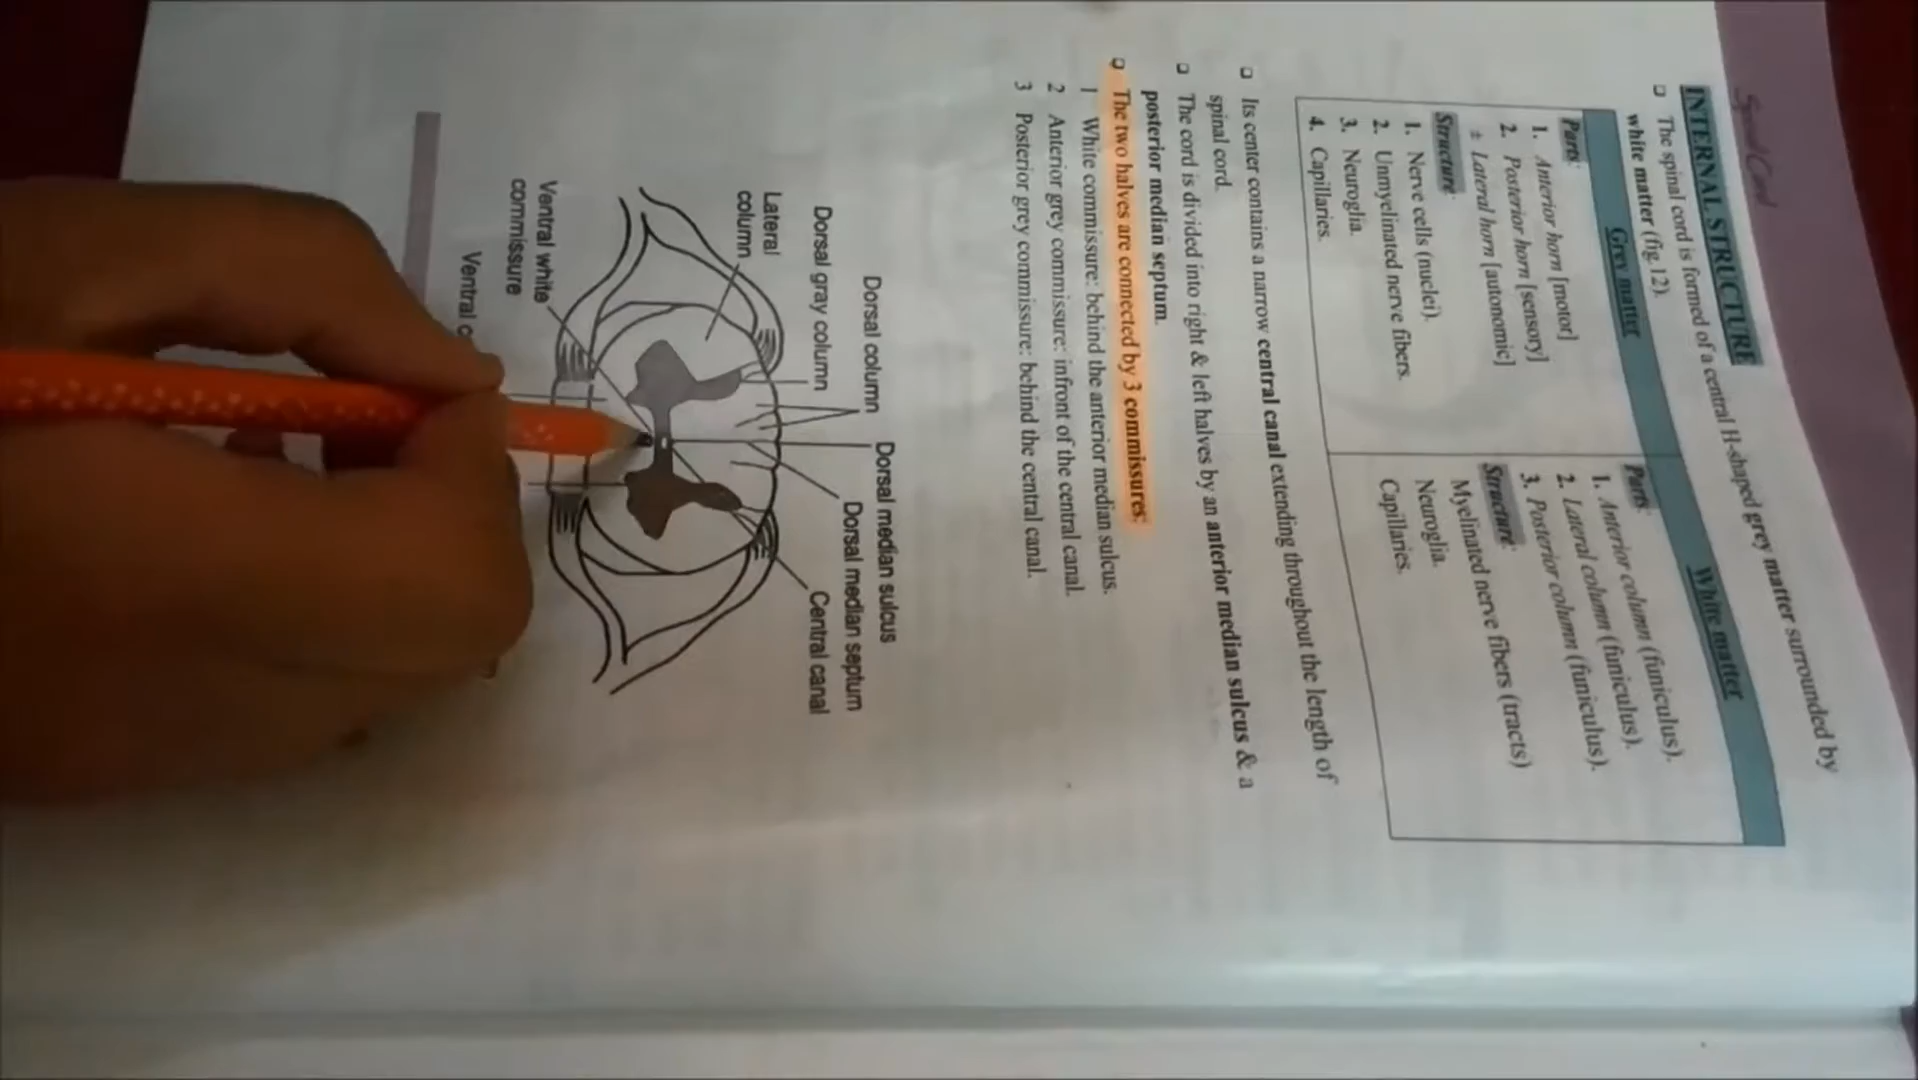 Spinal Cord
INTERNAL STRUCTURE
❑ The spinal cord is formed of a central H-shaped grey matter surrounded by
white matter (fig.12).
Grey matter
White matter
Parts:
1. Anterior horn [motor]
2. Posterior horn [sensory]
± Lateral horn [autonomic]
Structure:
1. Nerve cells (nuclei).
2. Unmyelinated nerve fibers.
3. Neuroglia.
4. Capillaries.
Parts:
1. Anterior column (funiculus).
2. Lateral column (funiculus).
3. Posterior column (funiculus).
Structure:
Myelinated nerve fibers (tracts)
Neuroglia.
Capillaries.
❑ Its center contains a narrow central canal extending throughout the length of
spinal cord.
❑ The cord is divided into right & left halves by an anterior median sulcus & a
posterior median septum.
❑ The two halves are connected by 3 commissures:
1 White commissure: behind the anterior median sulcus.
2 Anterior grey commissure: infront of the central canal.
3 Posterior grey commissure: behind the central canal.
Dorsal median sulcus
Dorsal column
Dorsal median septum
Dorsal gray column
Central canal
Lateral
column
Ventral white
commissure
Ventral c